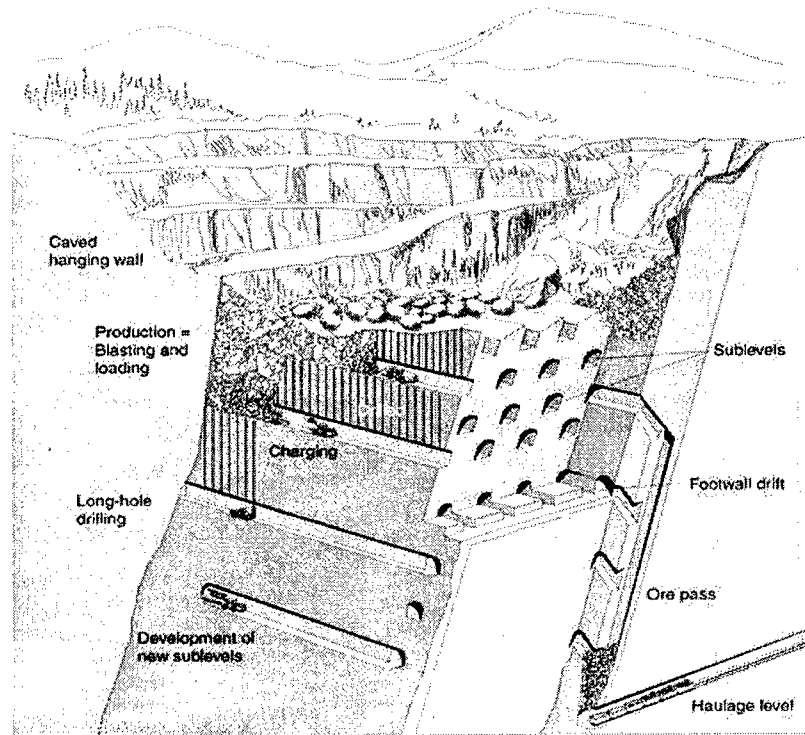 Caved
hanging wall
Production =
Blasting and
loading
Sublevels
Charging
Footwall drift
Long-hole
drilling
Ore pass
Development of
new sublevels
Haulage level